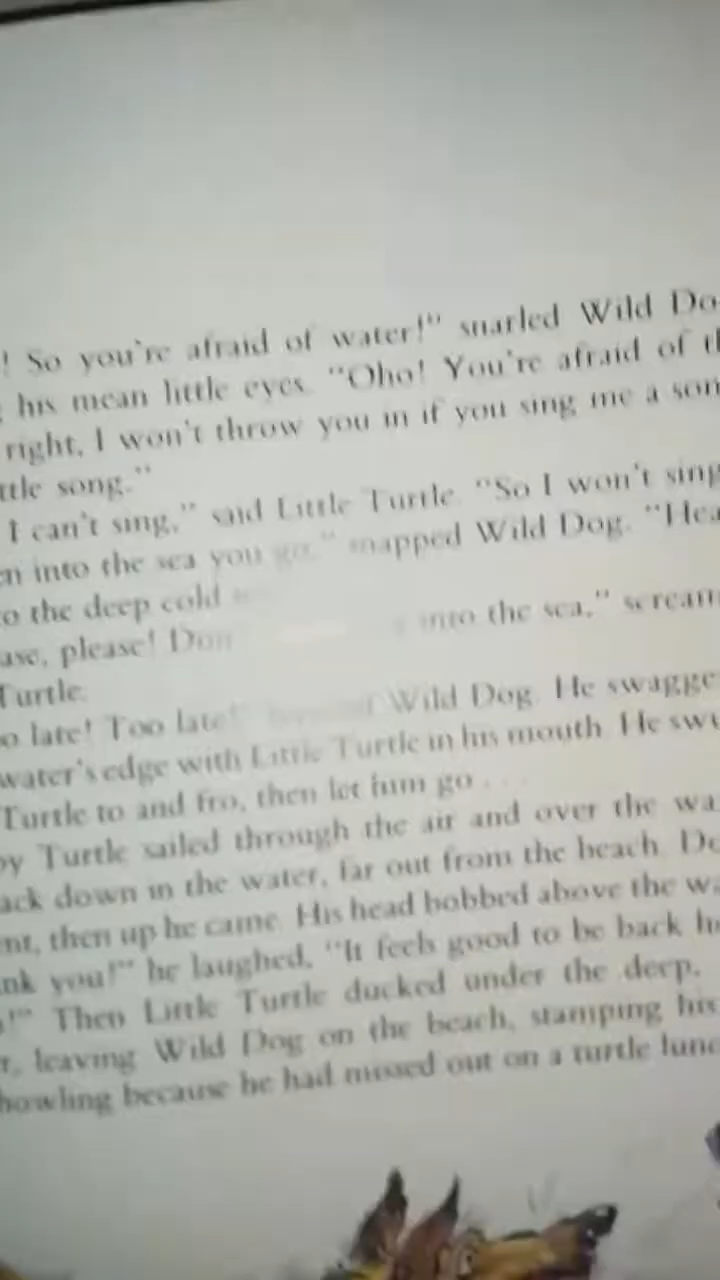 ! So you're afraid of water!" snarled Wild Do
his mean little eyes. "Oho! You're afraid of t
right, I won't throw you in if you sing me a son
ttle song."
I can't sing," said Little Turtle. "So I won't sing
en into the sea you go," snapped Wild Dog. "Hea
o the deep cold
ase, please! Don into the sea," scream
Turtle.
o late! Too late!" Wild Dog. He swagge
water's edge with Little Turtle in his mouth. He swu
Turtle to and fro, then let him go . . .
by Turtle sailed through the air and over the wa
ack down in the water, far out from the beach. Do
nt, then up he came. His head bobbed above the wa
nk you!" he laughed, "It feels good to be back h
!" Then Little Turtle ducked under the deep,
r, leaving Wild Dog on the beach, stamping his
howling because he had missed out on a turtle lunc